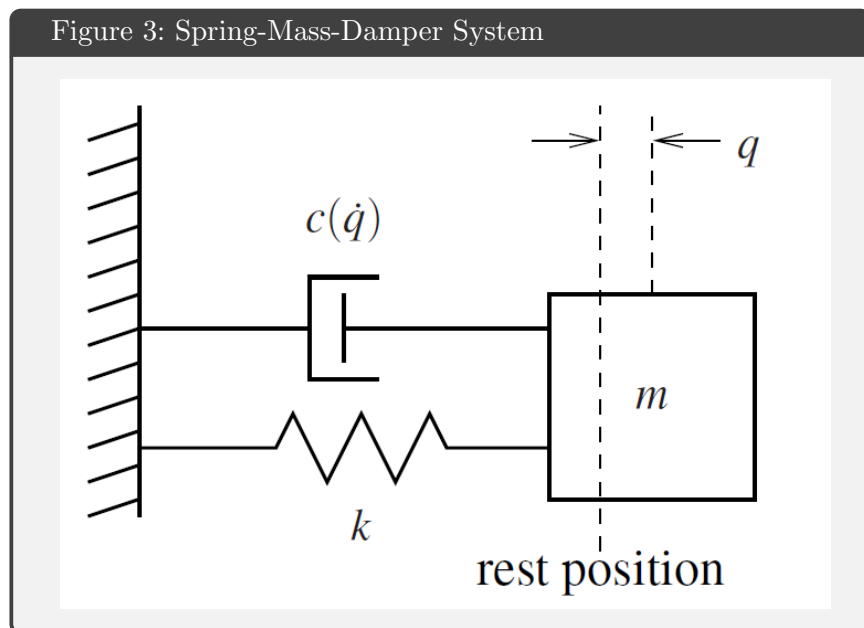 Figure 3: Spring-Mass-Damper System
q
c(q̇)
m
k
rest position